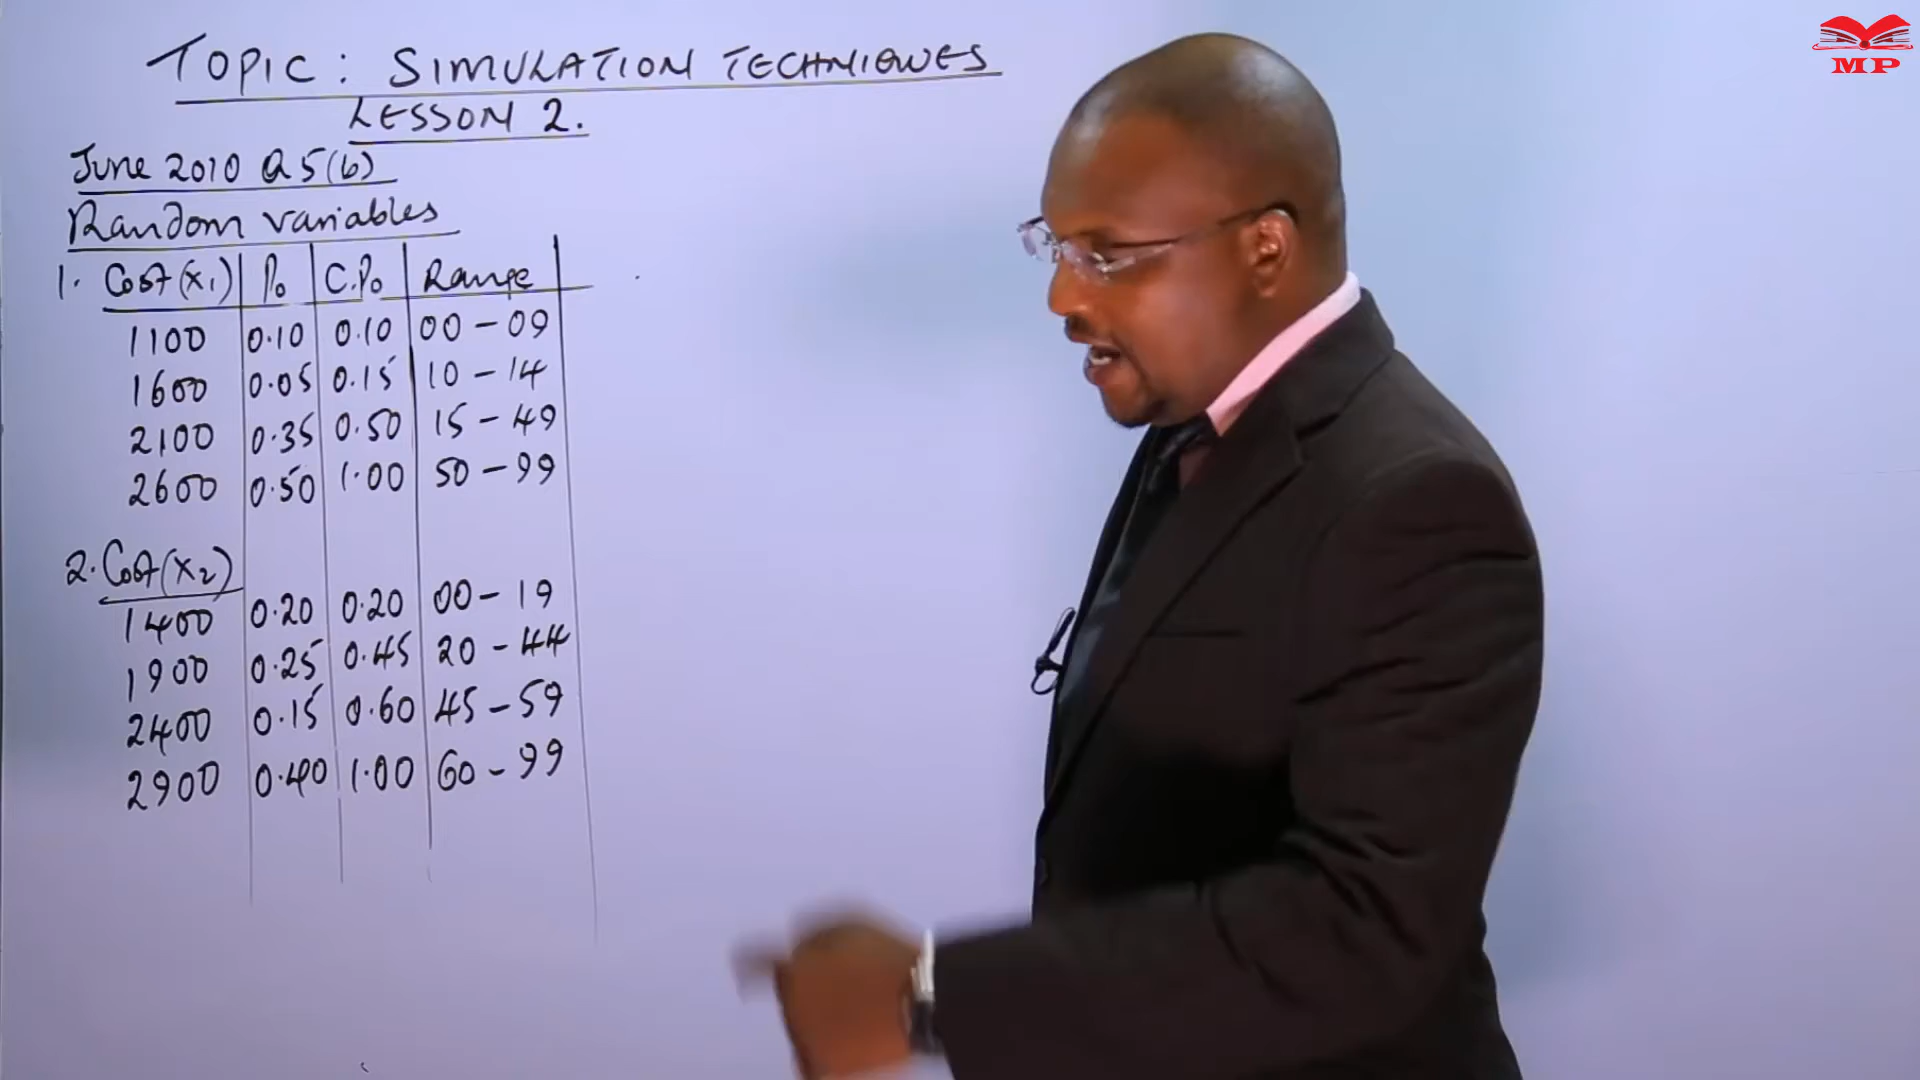 TOPIC: SIMULATION TECHNIQUES
LESSON 2.
June 2010 Q5(b)
Random variables
1. Cost (x1) Po C.Po Range
1100 0.10 0.10 00 - 09
1600 0.05 0.15 10 - 14
2100 0.35 0.50 15 - 49
2600 0.50 1.00 50 - 99
2. Cost (x2)
1400 0.20 0.20 00 - 19
1900 0.25 0.45 20 - 44
2400 0.15 0.60 45 - 59
2900 0.40 1.00 60 - 99
MP